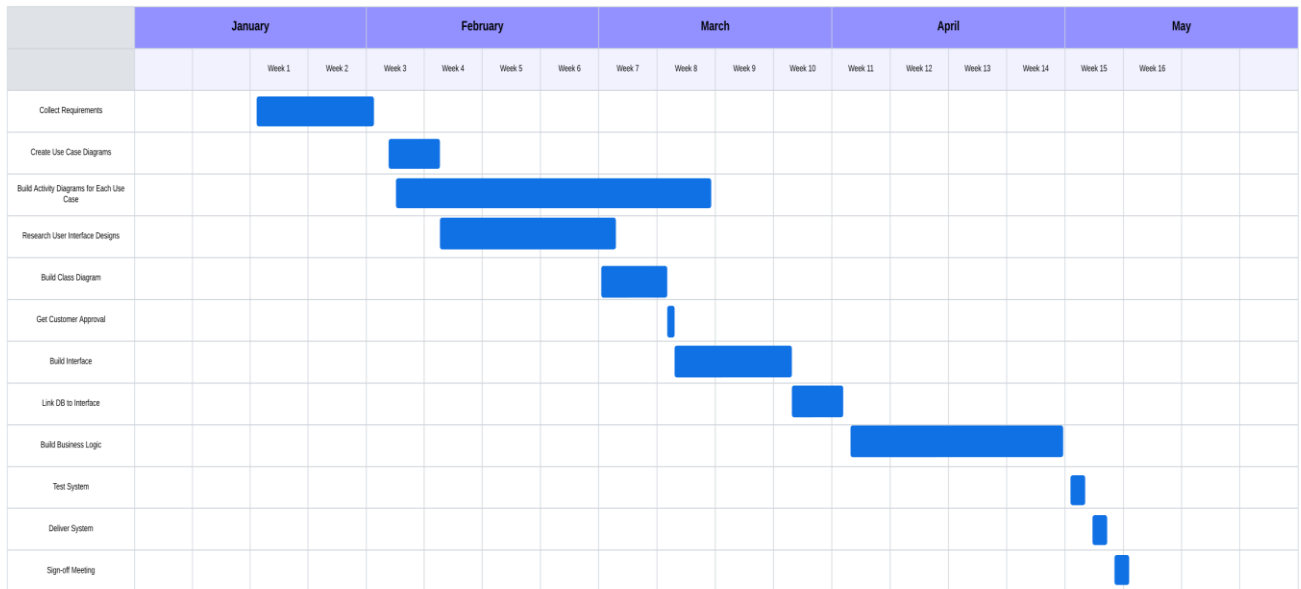 January February March April May
Week 1 Week 2 Week 3 Week 4 Week 5 Week 6 Week 7 Week 8 Week 9 Week 10 Week 11 Week 12 Week 13 Week 14 Week 15 Week 16
Collect Requirements
Create Use Case Diagrams
Build Activity Diagrams for Each Use
Case
Research User Interface Designs
Build Class Diagram
Get Customer Approval
Build Interface
Link DB to Interface
Build Business Logic
Test System
Deliver System
Sign-off Meeting